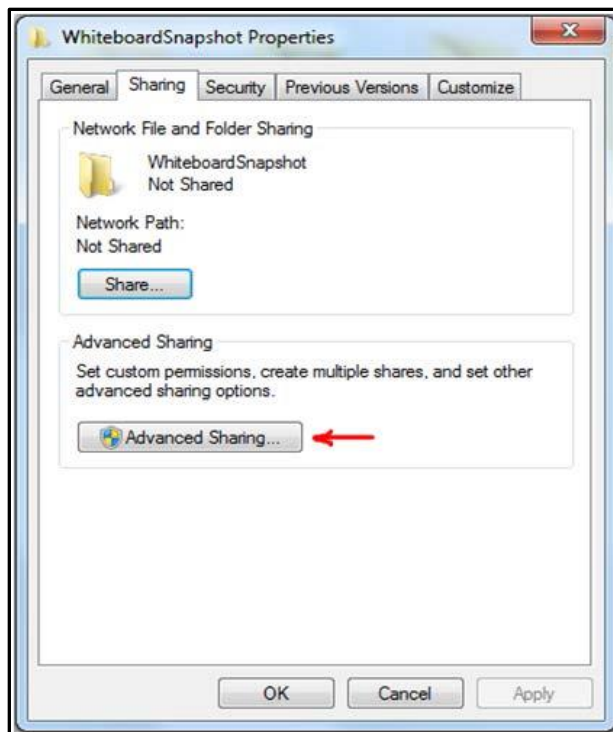 WhiteboardSnapshot Properties
General Sharing Security Previous Versions Customize
Network File and Folder Sharing
WhiteboardSnapshot
Not Shared
Network Path:
Not Shared
Share...
Advanced Sharing
Set custom permissions, create multiple shares, and set other
advanced sharing options.
Advanced Sharing...
OK Cancel Apply